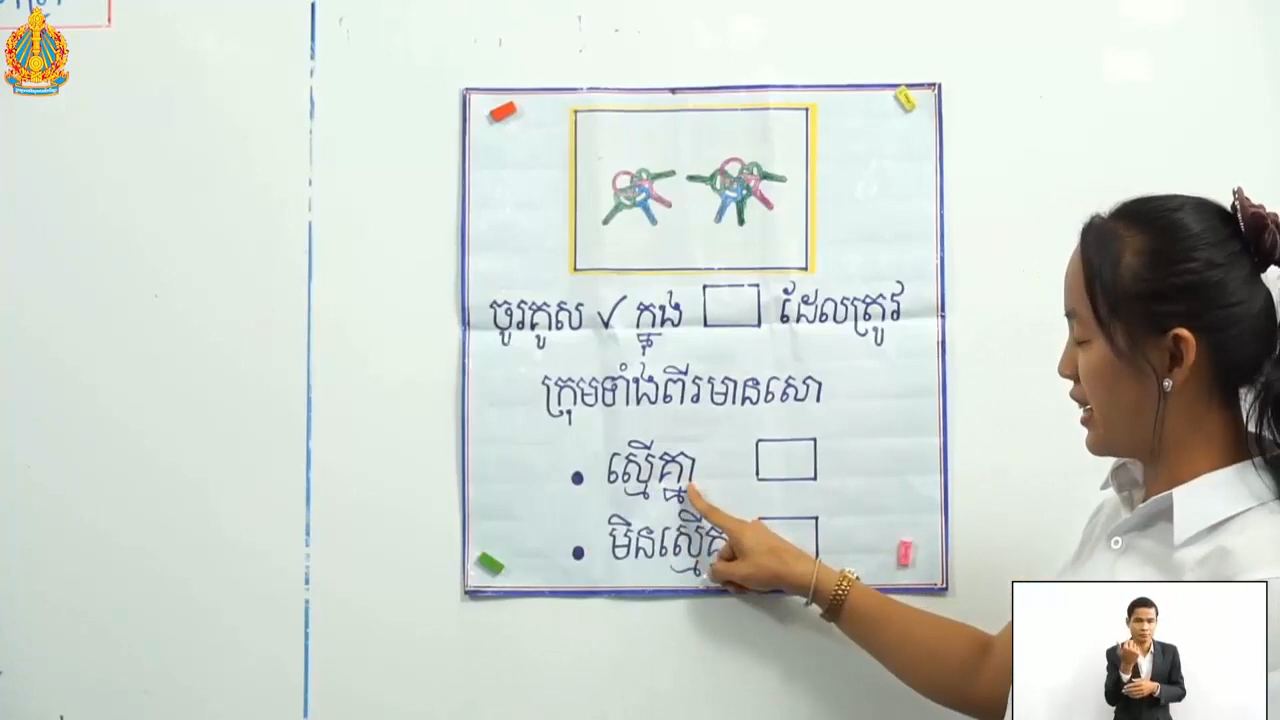 ចូរគូស ✓ ក្នុង □ ដែលត្រូវ
ក្រុមទាំងពីរមានសោ
• ស្មើគ្នា □
• មិនស្មើគ